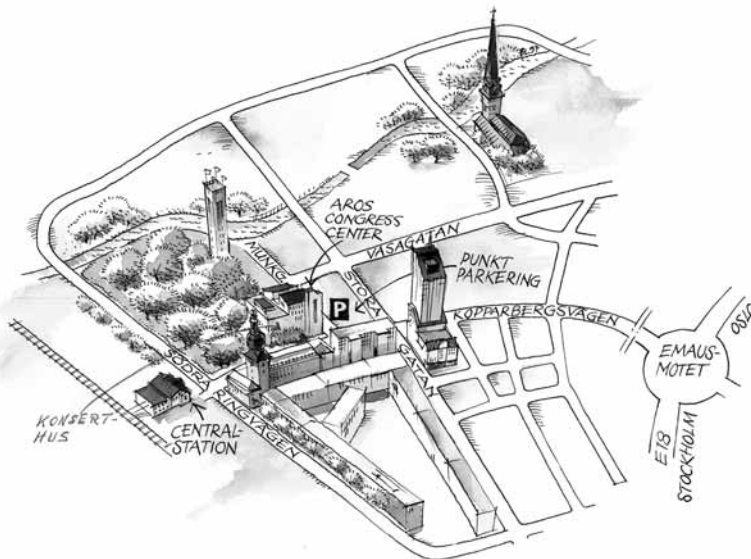 AROS
CONGRESS
CENTER
MUNKG.
VASAGATAN
STORA
GATAN
P
PUNKT
PARKERING
KOPPARBERGSVÄGEN
OSLO
EMAUS-
MOTET
E18
STOCKHOLM
SÖDRA RINGVÄGEN
KONSERT-
HUS
CENTRAL-
STATION